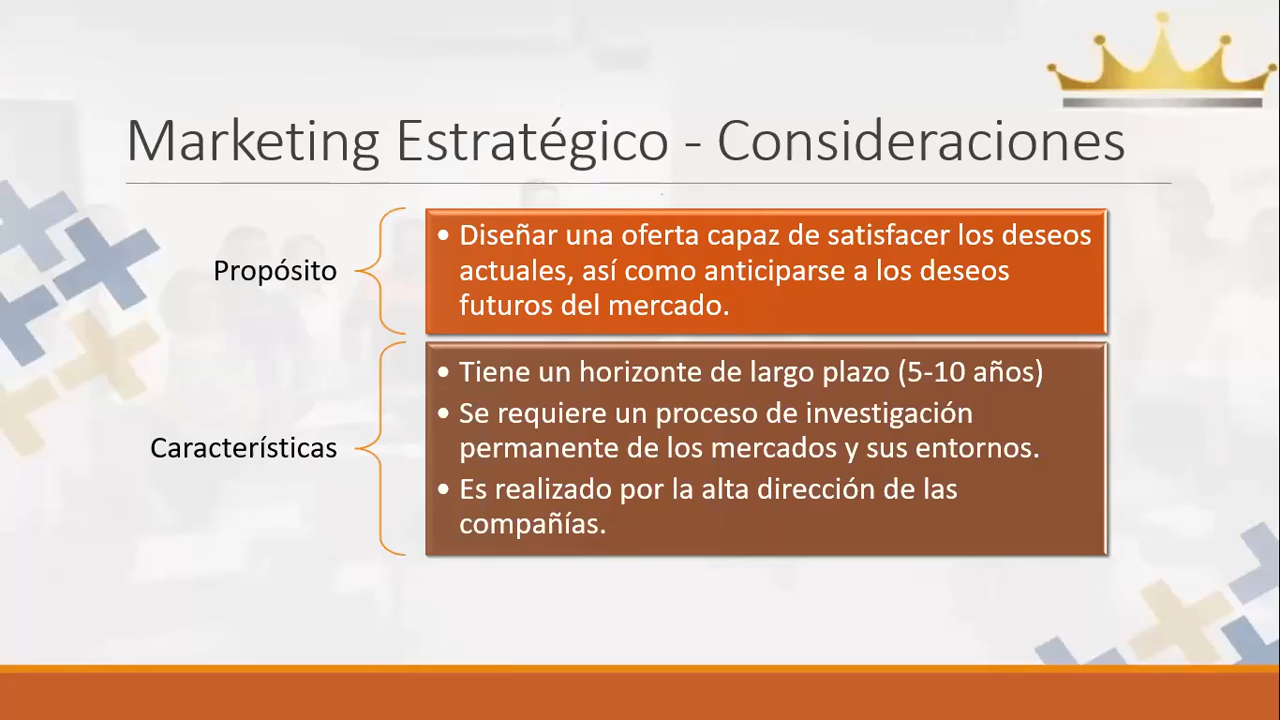 Marketing Estratégico - Consideraciones
Propósito
• Diseñar una oferta capaz de satisfacer los deseos
actuales, así como anticiparse a los deseos
futuros del mercado.
Características
• Tiene un horizonte de largo plazo (5-10 años)
• Se requiere un proceso de investigación
permanente de los mercados y sus entornos.
• Es realizado por la alta dirección de las
compañías.